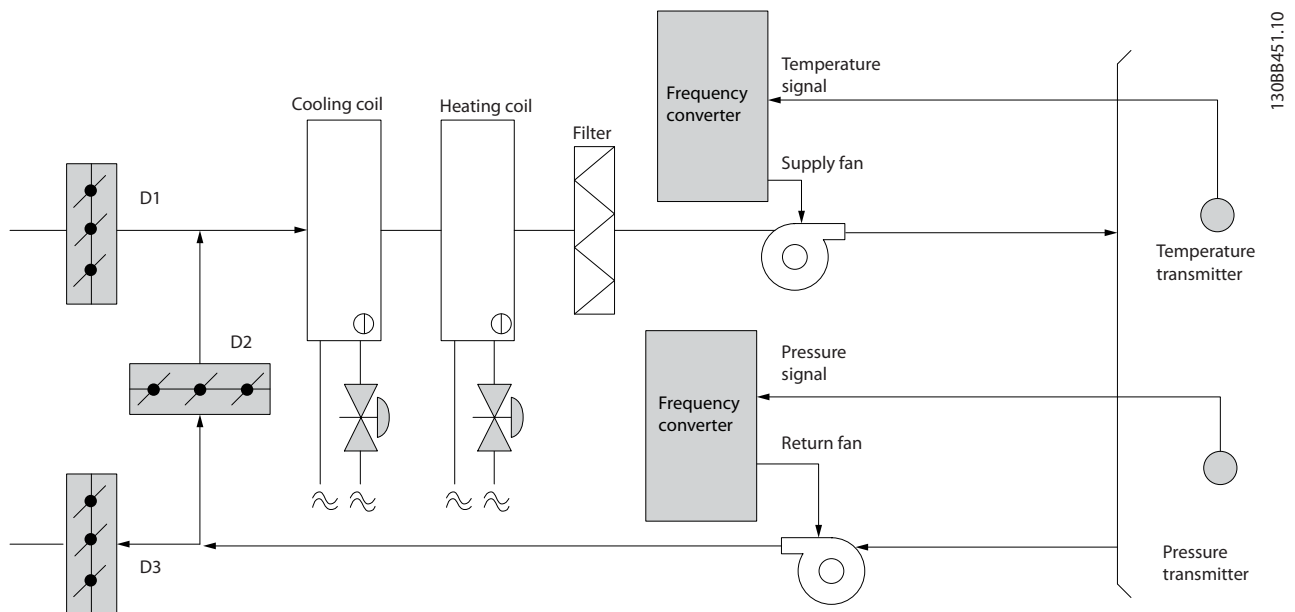 130BB451.10
Temperature
signal
Cooling coil
Heating coil
Frequency
converter
Filter
Supply fan
D1
Temperature
transmitter
D2
Pressure
signal
Frequency
converter
Return fan
D3
Pressure
transmitter